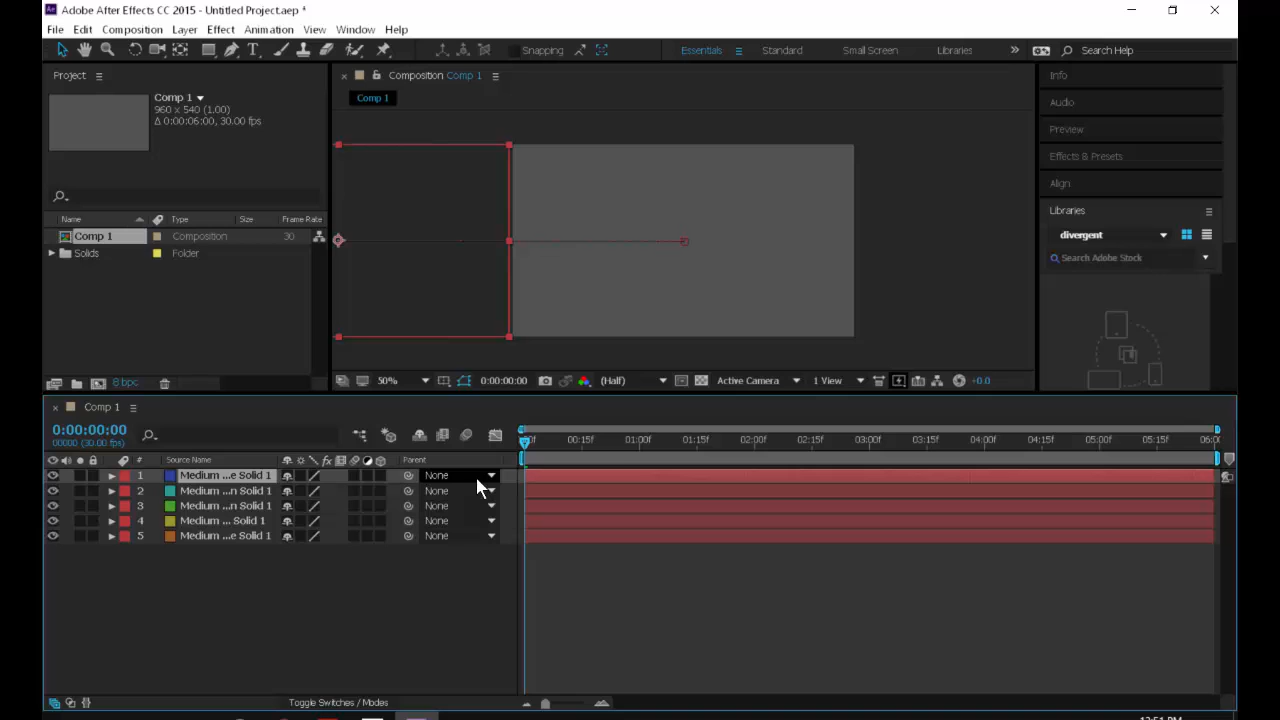 Adobe After Effects CC 2015 - Untitled Project.aep *
File Edit Composition Layer Effect Animation View Window Help
Snapping Essentials Standard Small Screen Libraries » Search Help
Project
Comp 1
960 x 540 (1.00)
Δ 0:00:06:00, 30.00 fps
Name Type Size Frame Rate
Comp 1 Composition 30
Solids Folder
8 bpc
Composition Comp 1
Comp 1
50% 0:00:00:00 (Half) Active Camera 1 View +0.0
Info
Audio
Preview
Effects & Presets
Align
Libraries
divergent
Search Adobe Stock
Comp 1
0:00:00:00
00000 (30.00 fps)
00:15f 01:00f 01:15f 02:00f 02:15f 03:00f 03:15f 04:00f 04:15f 05:00f 05:15f 06:0
# Source Name fx Parent
1 Medium ...e Solid 1 None
2 Medium ...n Solid 1 None
3 Medium ...n Solid 1 None
4 Medium ... Solid 1 None
5 Medium ...e Solid 1 None
Toggle Switches / Modes